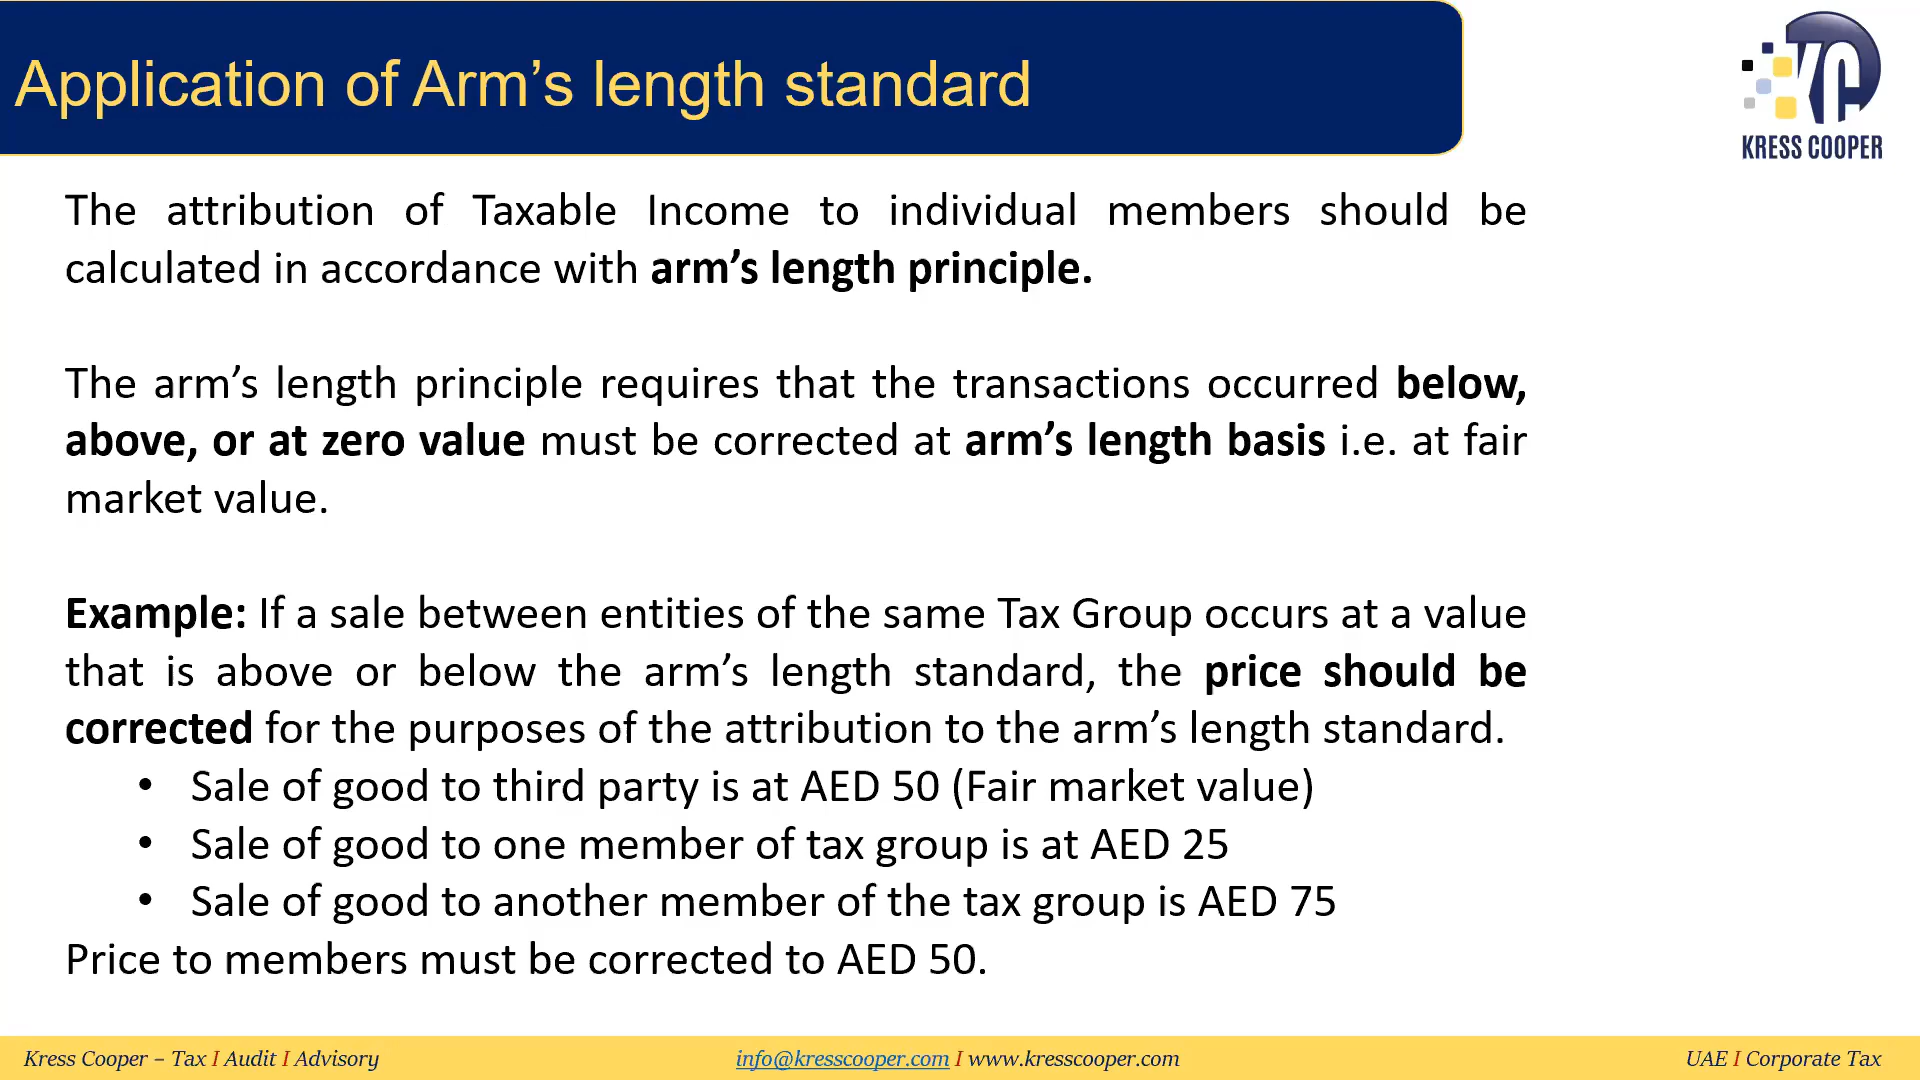 Application of Arm’s length standard
KC
KRESS COOPER
The attribution of Taxable Income to individual members should be
calculated in accordance with arm’s length principle.
The arm’s length principle requires that the transactions occurred below,
above, or at zero value must be corrected at arm’s length basis i.e. at fair
market value.
Example: If a sale between entities of the same Tax Group occurs at a value
that is above or below the arm’s length standard, the price should be
corrected for the purposes of the attribution to the arm’s length standard.
• Sale of good to third party is at AED 50 (Fair market value)
• Sale of good to one member of tax group is at AED 25
• Sale of good to another member of the tax group is AED 75
Price to members must be corrected to AED 50.
Kress Cooper – Tax I Audit I Advisory
info@kresscooper.com I www.kresscooper.com
UAE I Corporate Tax